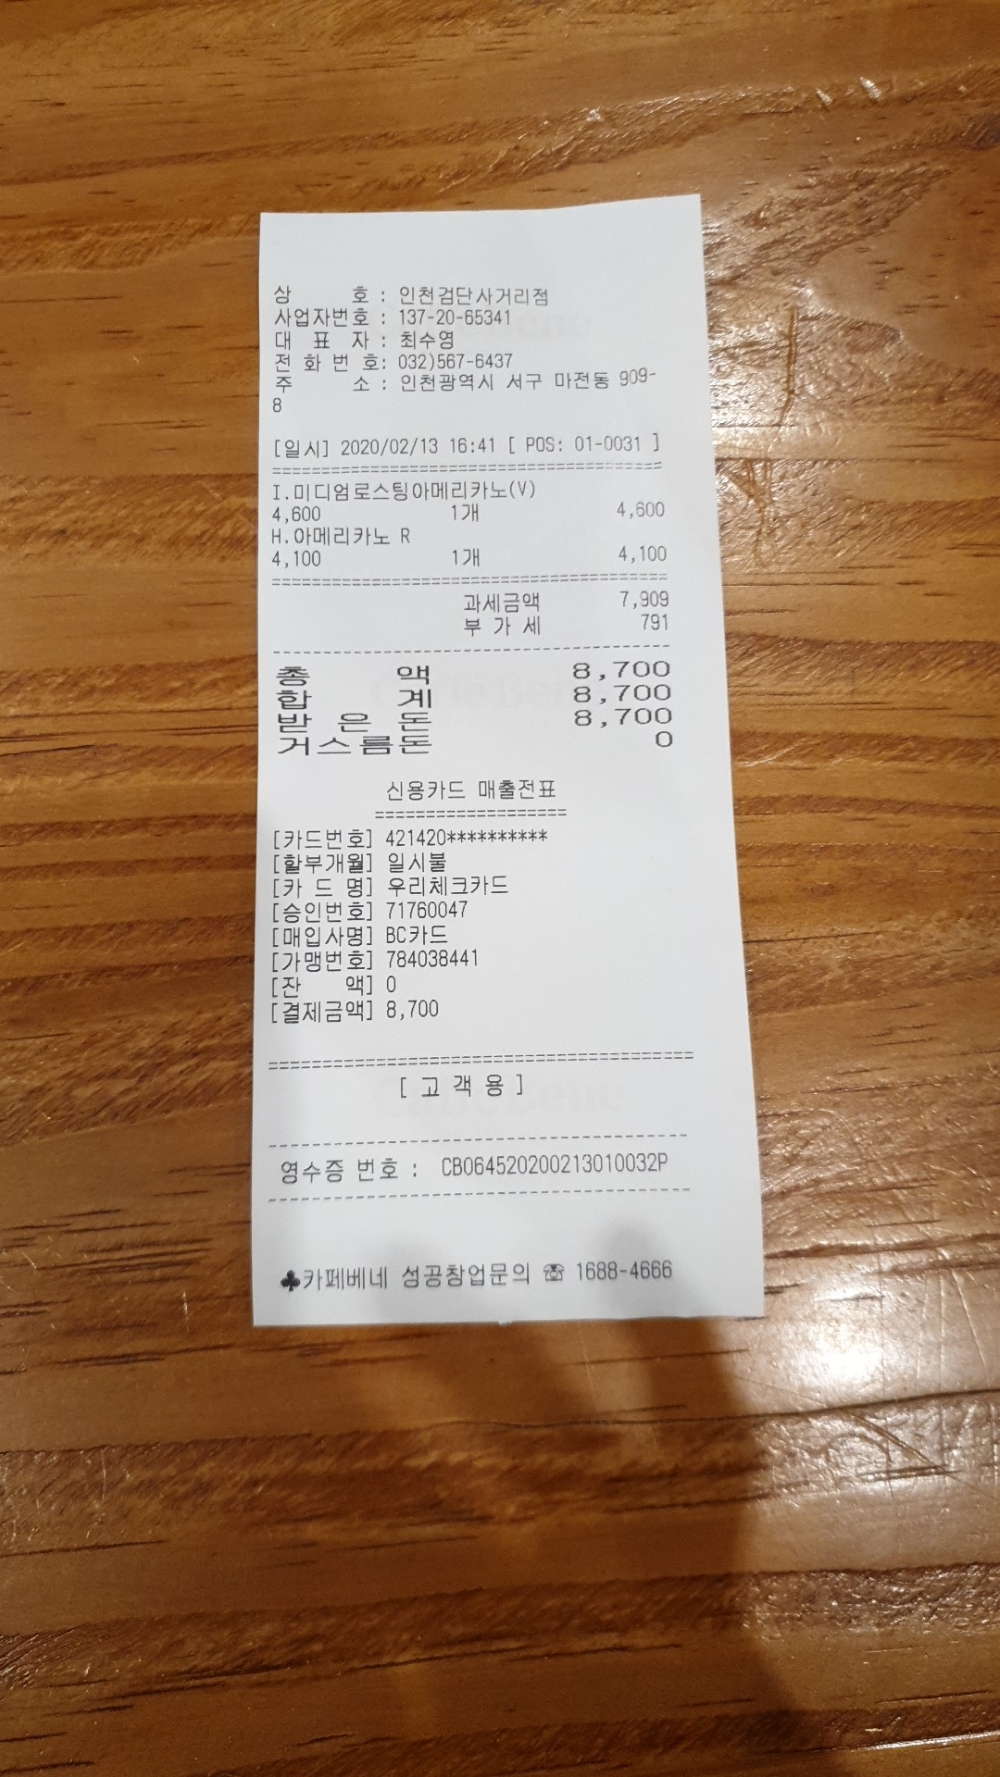 상 호 : 인천검단사거리점
사업자번호 : 137-20-65341
대 표 자 : 최수영
전 화 번 호: 032)567-6437
주 소 : 인천광역시 서구 마전동 909-
8
[일시] 2020/02/13 16:41 [ POS: 01-0031 ]
========================================
I.미디엄로스팅아메리카노(V)
4,600 1개 4,600
H.아메리카노 R
4,100 1개 4,100
========================================
과세금액 7,909
부 가 세 791
----------------------------------------
총 액 8,700
합 계 8,700
받 은 돈 8,700
거스름돈 0
신용카드 매출전표
===================
[카드번호] 421420**********
[할부개월] 일시불
[카 드 명] 우리체크카드
[승인번호] 71760047
[매입사명] BC카드
[가맹번호] 784038441
[잔 액] 0
[결제금액] 8,700
========================================
[ 고 객 용 ]
----------------------------------------
영수증 번호 : CB064520200213010032P
----------------------------------------
♣카페베네 성공창업문의 ☏ 1688-4666